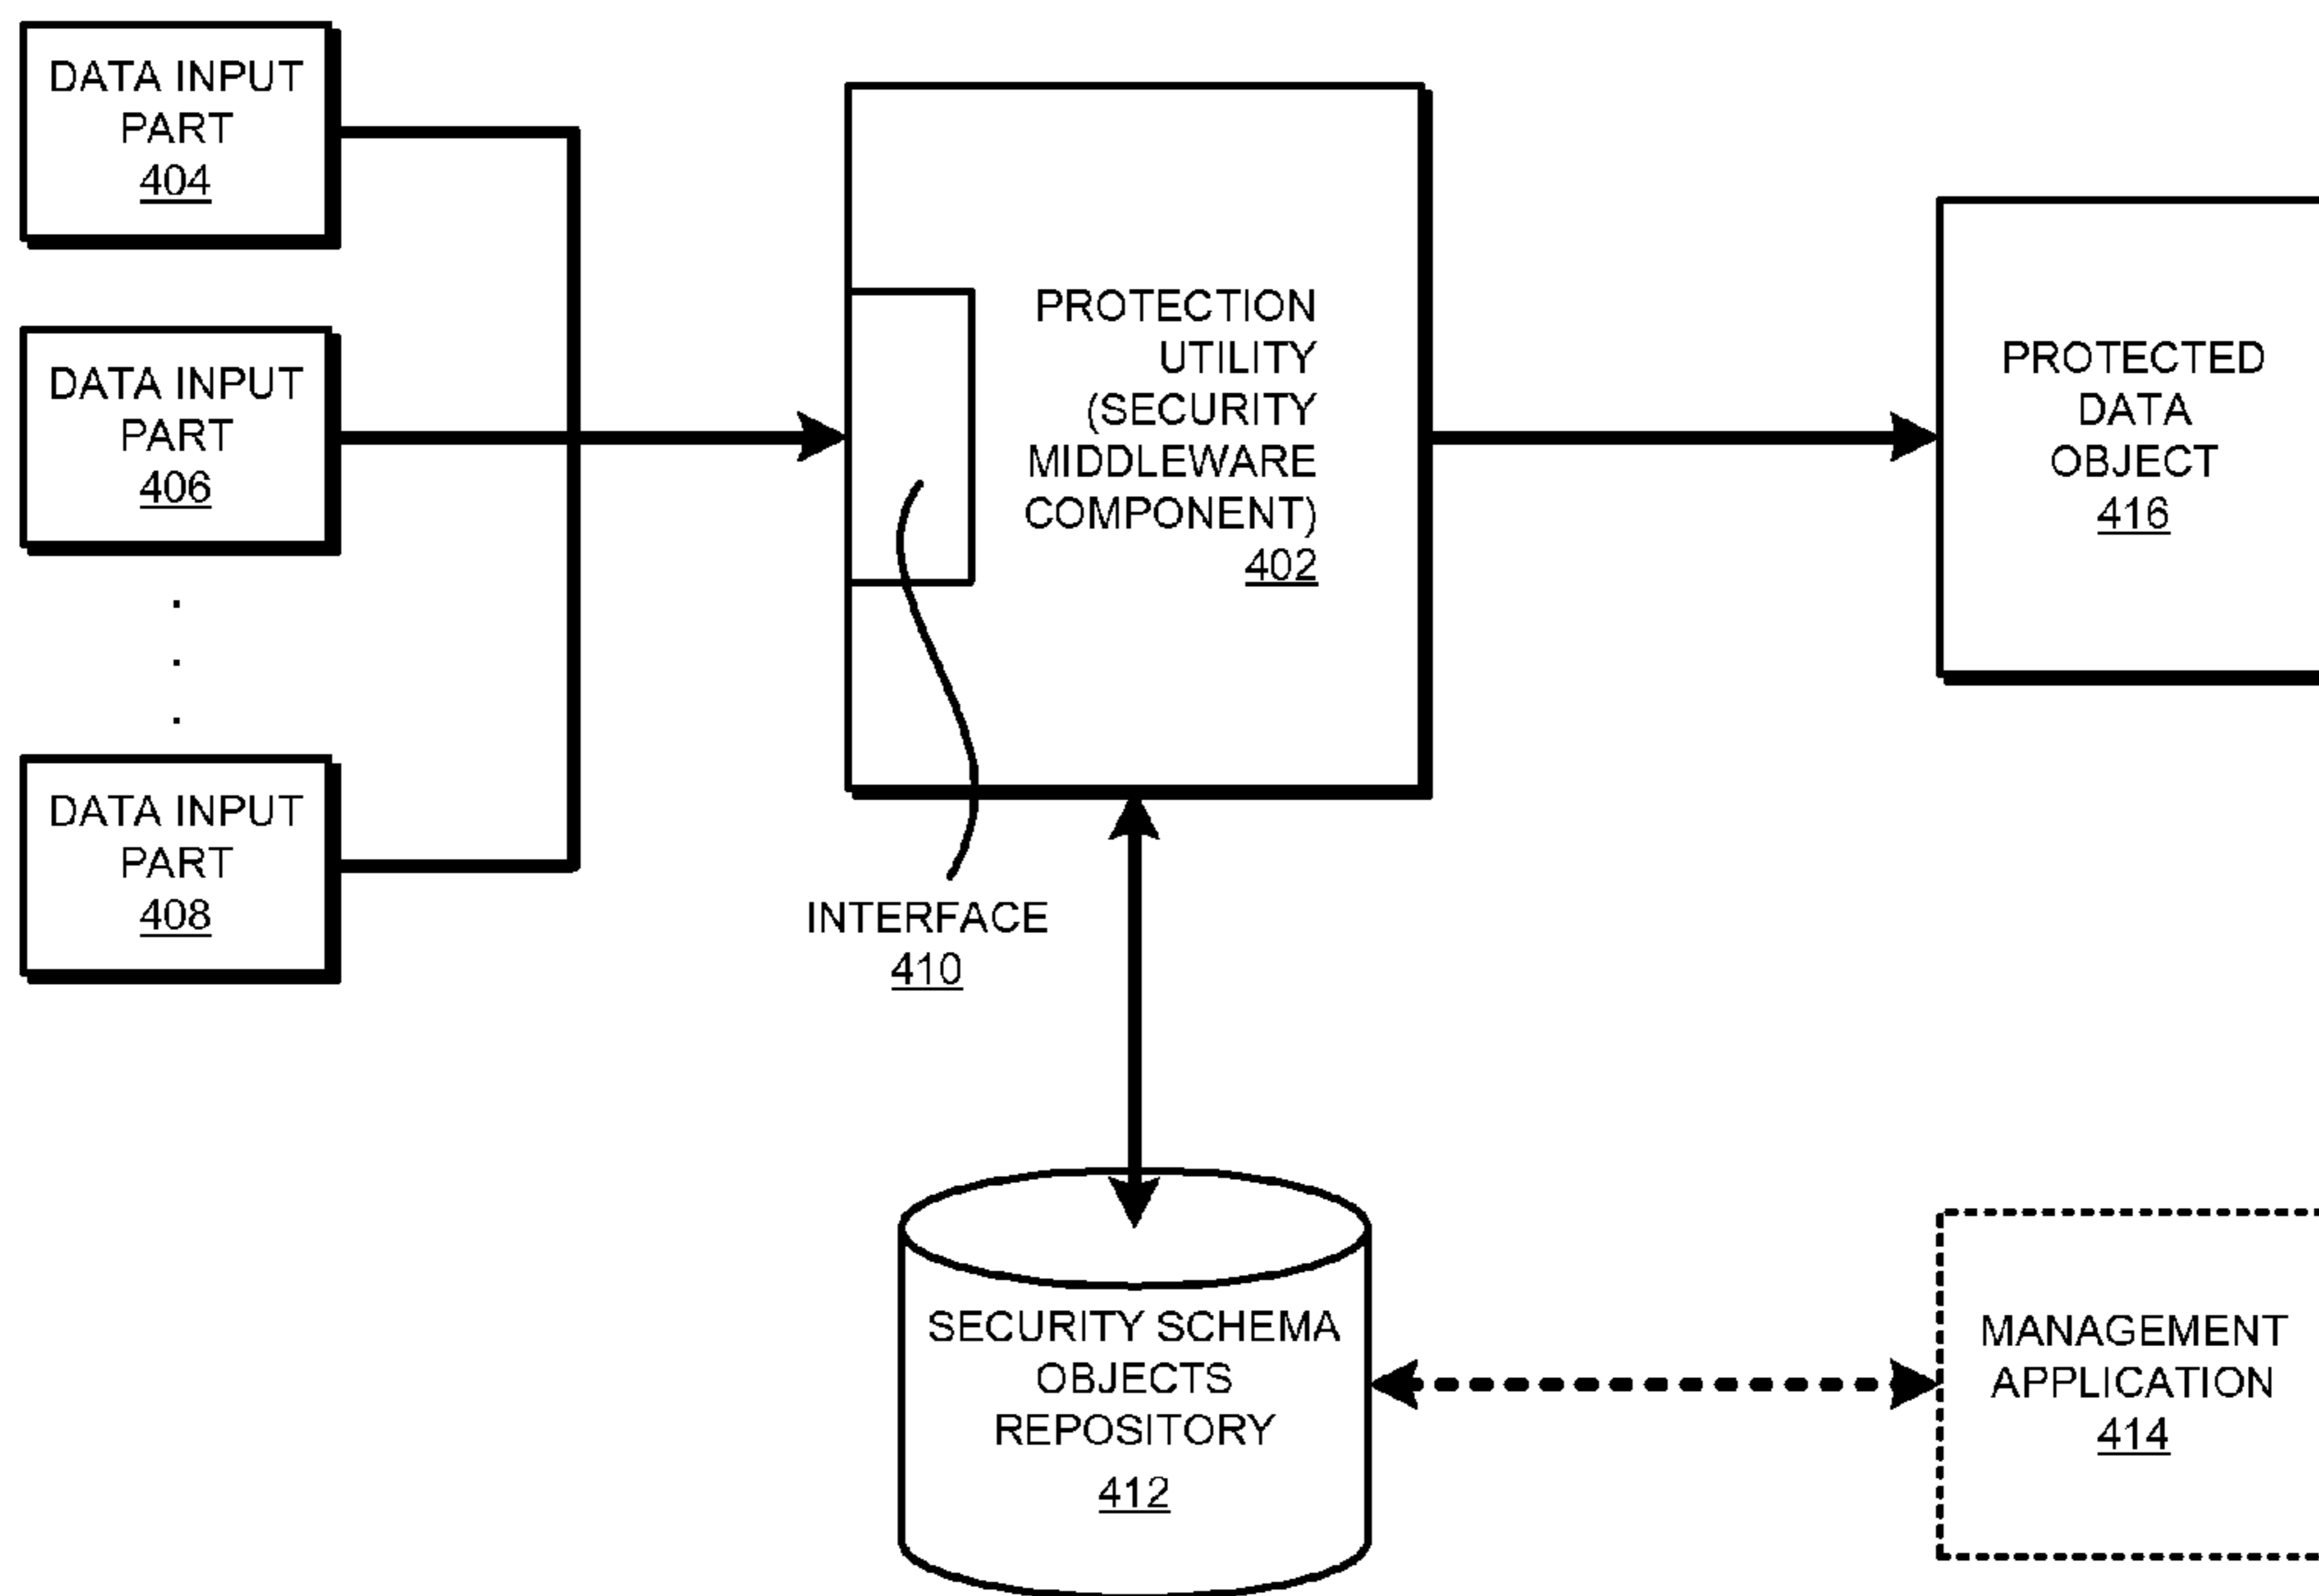 DATA INPUT
PART
404
DATA INPUT
PART
406
.
.
.
DATA INPUT
PART
408
PROTECTION
UTILITY
(SECURITY
MIDDLEWARE
COMPONENT)
402
INTERFACE
410
PROTECTED
DATA
OBJECT
416
SECURITY SCHEMA
OBJECTS
REPOSITORY
412
MANAGEMENT
APPLICATION
414